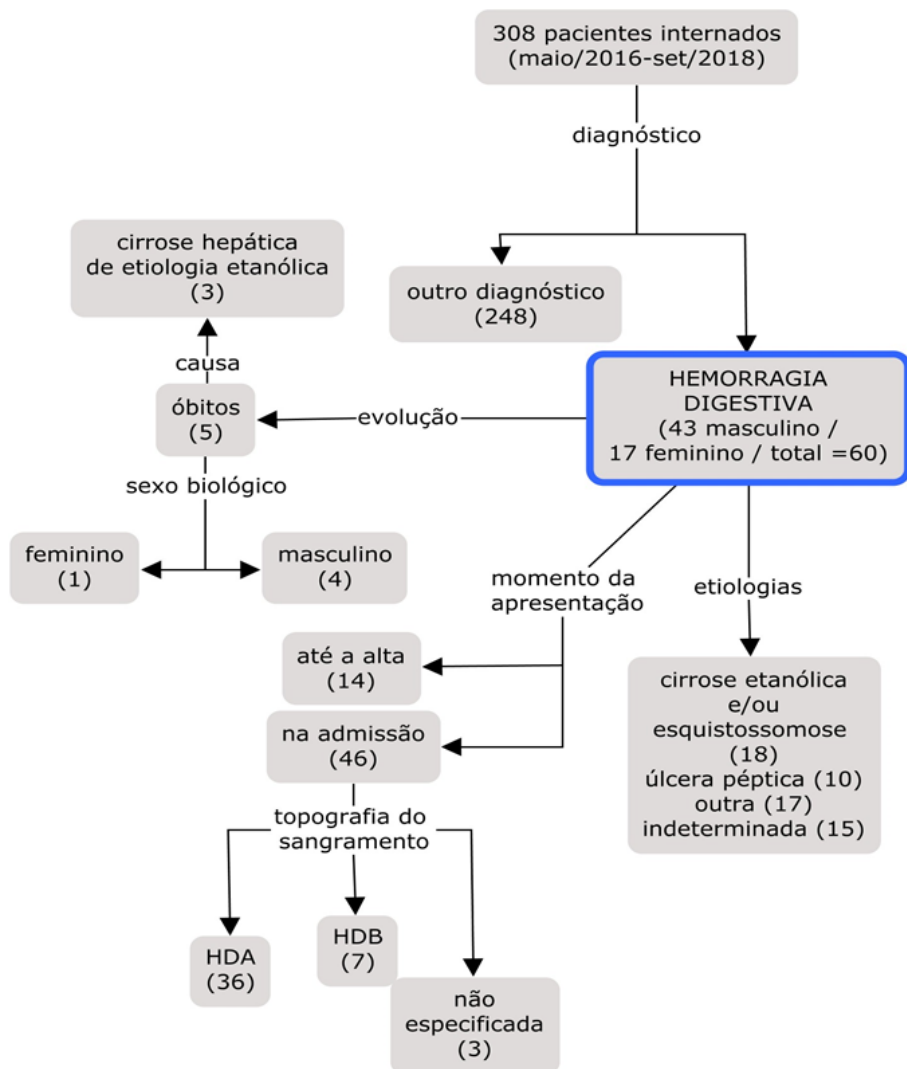 308 pacientes internados
(maio/2016-set/2018)
diagnóstico
cirrose hepática
de etiologia etanólica
(3)
outro diagnóstico
(248)
causa
HEMORRAGIA
DIGESTIVA
(43 masculino /
17 feminino / total =60)
óbitos
(5)
evolução
sexo biológico
feminino
(1)
masculino
(4)
momento da
apresentação
etiologias
até a alta
(14)
na admissão
(46)
cirrose etanólica
e/ou
esquistossomose
(18)
úlcera péptica (10)
outra (17)
indeterminada (15)
topografia do
sangramento
HDA
(36)
HDB
(7)
não
especificada
(3)